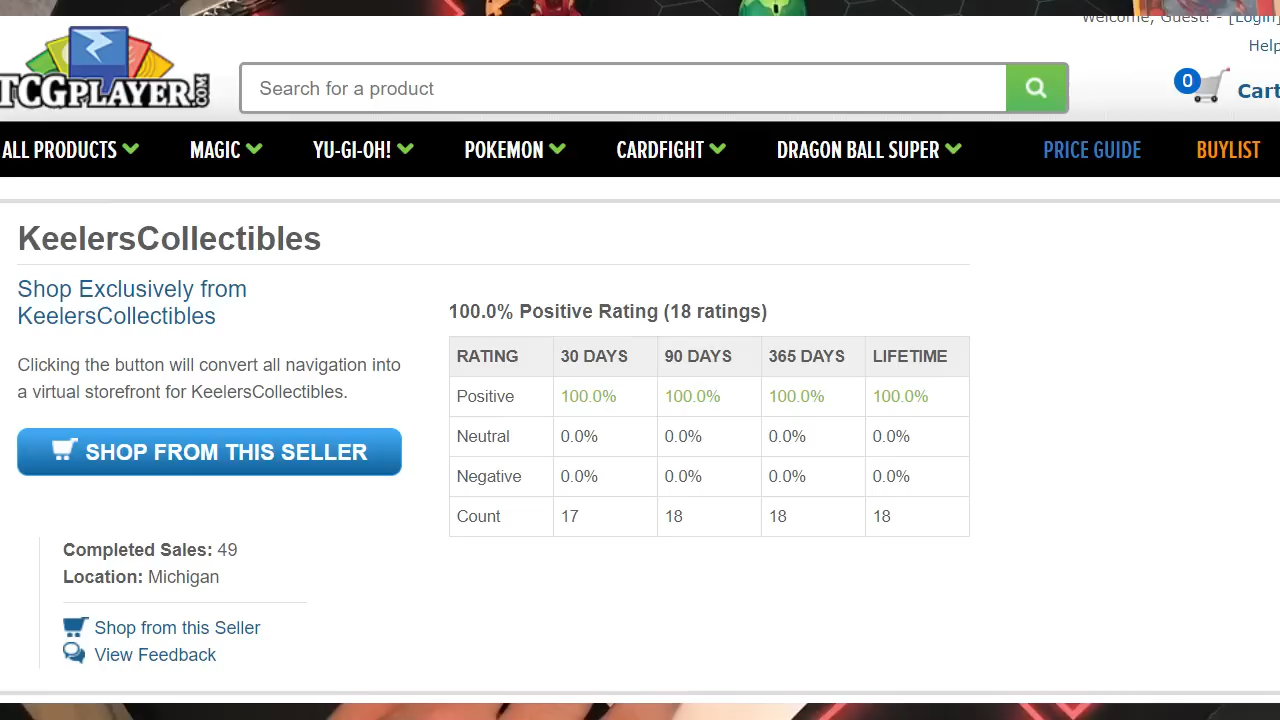 Welcome, Guest! - [Login]
Help
TCGPLAYER.COM
Search for a product
0
Cart
ALL PRODUCTS
MAGIC
YU-GI-OH!
POKEMON
CARDFIGHT
DRAGON BALL SUPER
PRICE GUIDE
BUYLIST
KeelersCollectibles
Shop Exclusively from
KeelersCollectibles
Clicking the button will convert all navigation into
a virtual storefront for KeelersCollectibles.
SHOP FROM THIS SELLER
Completed Sales: 49
Location: Michigan
Shop from this Seller
View Feedback
100.0% Positive Rating (18 ratings)
RATING 30 DAYS 90 DAYS 365 DAYS LIFETIME
Positive 100.0% 100.0% 100.0% 100.0%
Neutral 0.0% 0.0% 0.0% 0.0%
Negative 0.0% 0.0% 0.0% 0.0%
Count 17 18 18 18